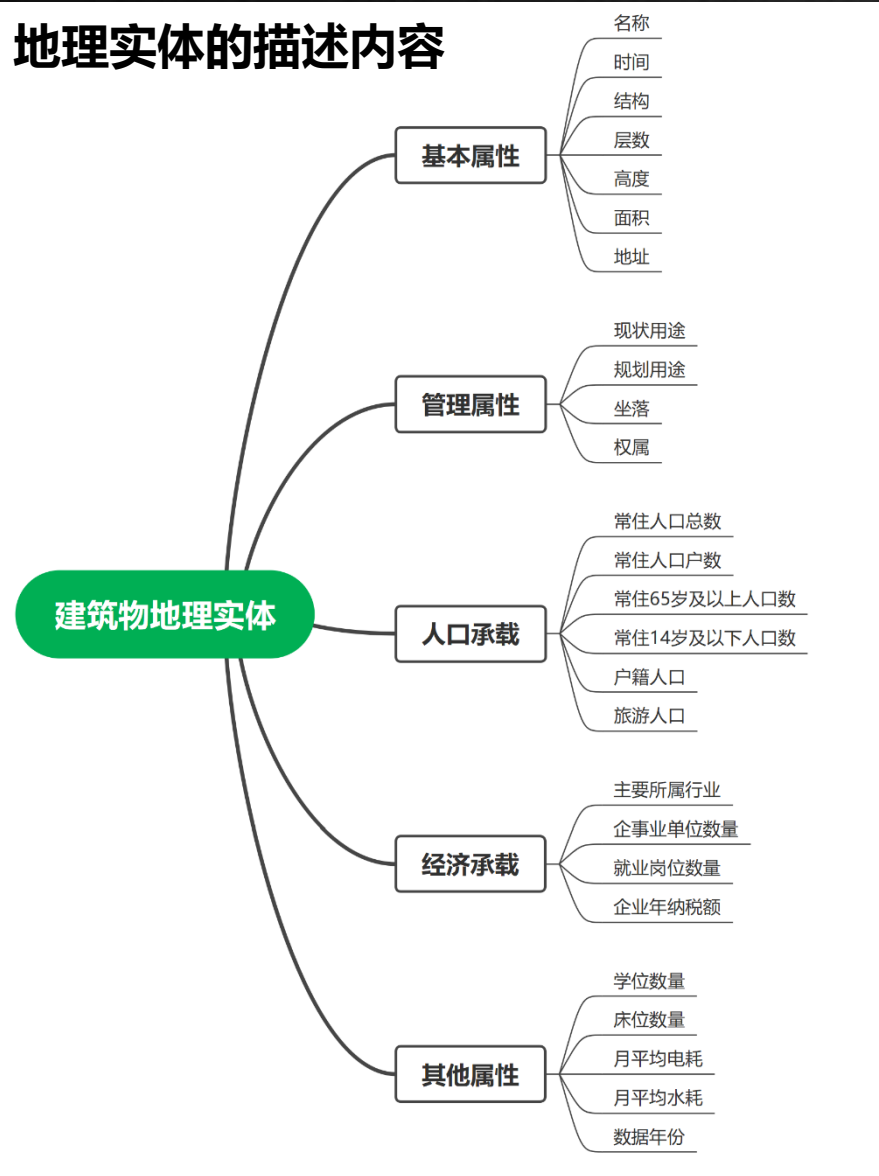 地理实体的描述内容
建筑物地理实体
基本属性
名称
时间
结构
层数
高度
面积
地址
管理属性
现状用途
规划用途
坐落
权属
人口承载
常住人口总数
常住人口户数
常住65岁及以上人口数
常住14岁及以下人口数
户籍人口
旅游人口
经济承载
主要所属行业
企事业单位数量
就业岗位数量
企业年纳税额
其他属性
学位数量
床位数量
月平均电耗
月平均水耗
数据年份